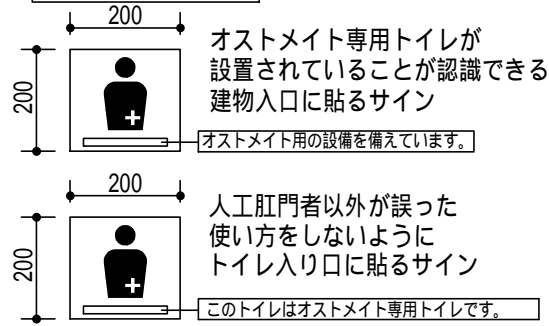 200
200
オストメイト専用トイレが
設置されていることが認識できる
建物入口に貼るサイン
オストメイト用の設備を備えています。
200
200
人工肛門者以外が誤った
使い方をしないように
トイレ入り口に貼るサイン
このトイレはオストメイト専用トイレです。